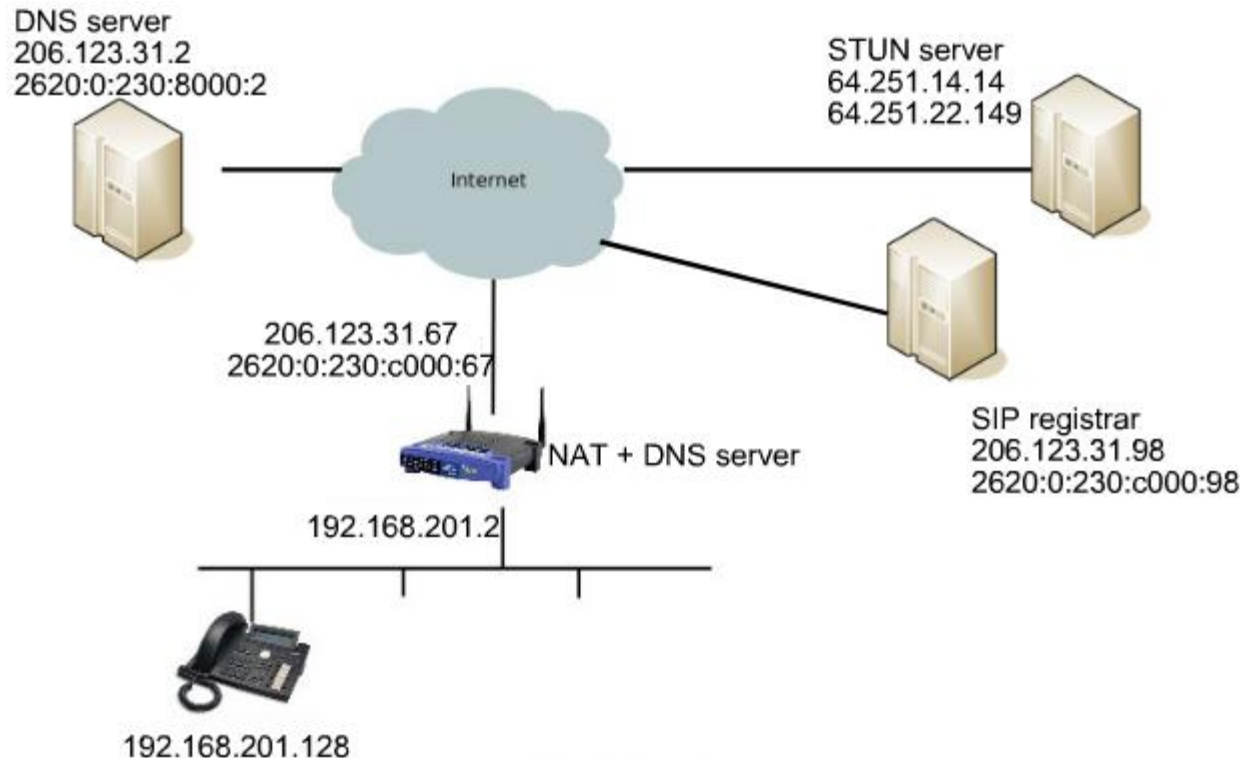 DNS server
206.123.31.2
2620:0:230:8000:2
STUN server
64.251.14.14
64.251.22.149
Internet
206.123.31.67
2620:0:230:c000:67
SIP registrar
206.123.31.98
2620:0:230:c000:98
NAT + DNS server
192.168.201.2
192.168.201.128